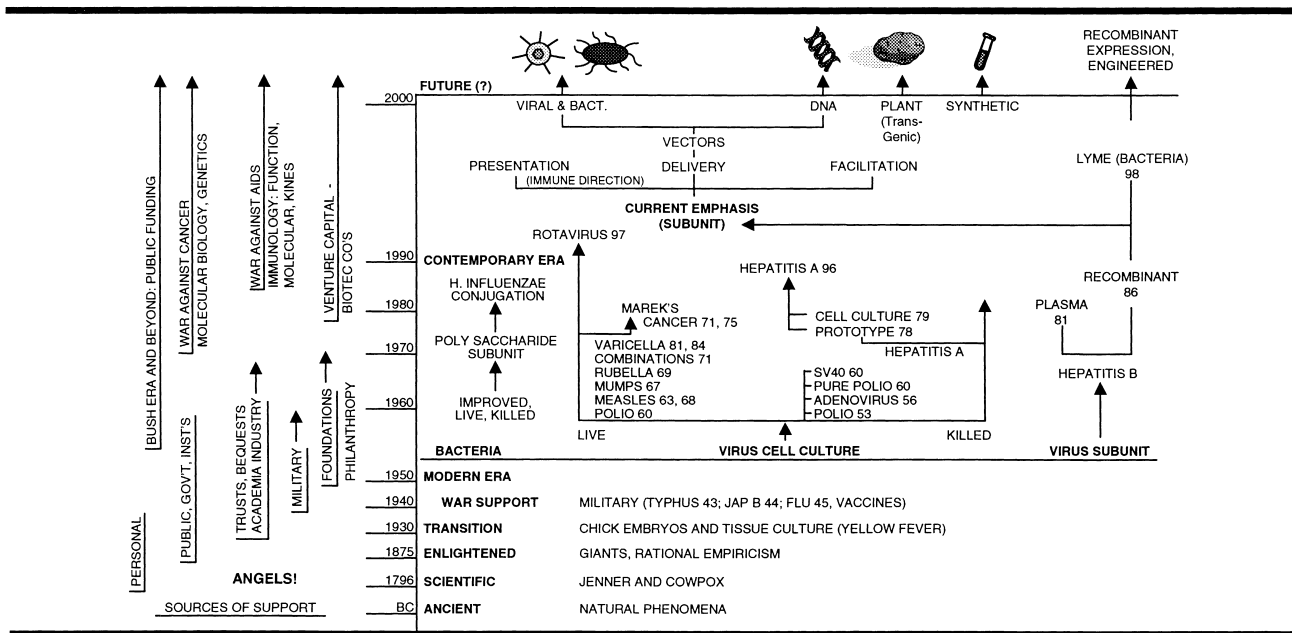 RECOMBINANT
EXPRESSION,
ENGINEERED
FUTURE (?)
2000
VIRAL & BACT.
DNA
PLANT
(Trans-
Genic)
SYNTHETIC
VECTORS
PRESENTATION
(IMMUNE DIRECTION)
DELIVERY
FACILITATION
LYME (BACTERIA)
98
CURRENT EMPHASIS
(SUBUNIT)
ROTAVIRUS 97
1990
CONTEMPORARY ERA
H. INFLUENZAE
CONJUGATION
HEPATITIS A 96
RECOMBINANT
86
PLASMA
81
1980
MAREK'S
CANCER 71, 75
CELL CULTURE 79
PROTOTYPE 78
HEPATITIS A
POLY SACCHARIDE
SUBUNIT
1970
VARICELLA 81, 84
COMBINATIONS 71
RUBELLA 69
MUMPS 67
MEASLES 63, 68
POLIO 60
SV40 60
PURE POLIO 60
ADENOVIRUS 56
POLIO 53
HEPATITIS B
1960
IMPROVED,
LIVE, KILLED
LIVE
KILLED
BACTERIA
VIRUS CELL CULTURE
VIRUS SUBUNIT
1950
MODERN ERA
1940
WAR SUPPORT
MILITARY (TYPHUS 43; JAP B 44; FLU 45, VACCINES)
1930
TRANSITION
CHICK EMBRYOS AND TISSUE CULTURE (YELLOW FEVER)
1875
ENLIGHTENED
GIANTS, RATIONAL EMPIRICISM
1796
SCIENTIFIC
JENNER AND COWPOX
BC
ANCIENT
NATURAL PHENOMENA
PERSONAL
BUSH ERA AND BEYOND: PUBLIC FUNDING
PUBLIC, GOV'T. INST'S
WAR AGAINST CANCER
MOLECULAR BIOLOGY, GENETICS
TRUSTS, BEQUESTS
ACADEMIA INDUSTRY
WAR AGAINST AIDS
IMMUNOLOGY: FUNCTION,
MOLECULAR, KINES
MILITARY
FOUNDATIONS
PHILANTHROPY
VENTURE CAPITAL -
BIOTEC CO'S
ANGELS!
SOURCES OF SUPPORT